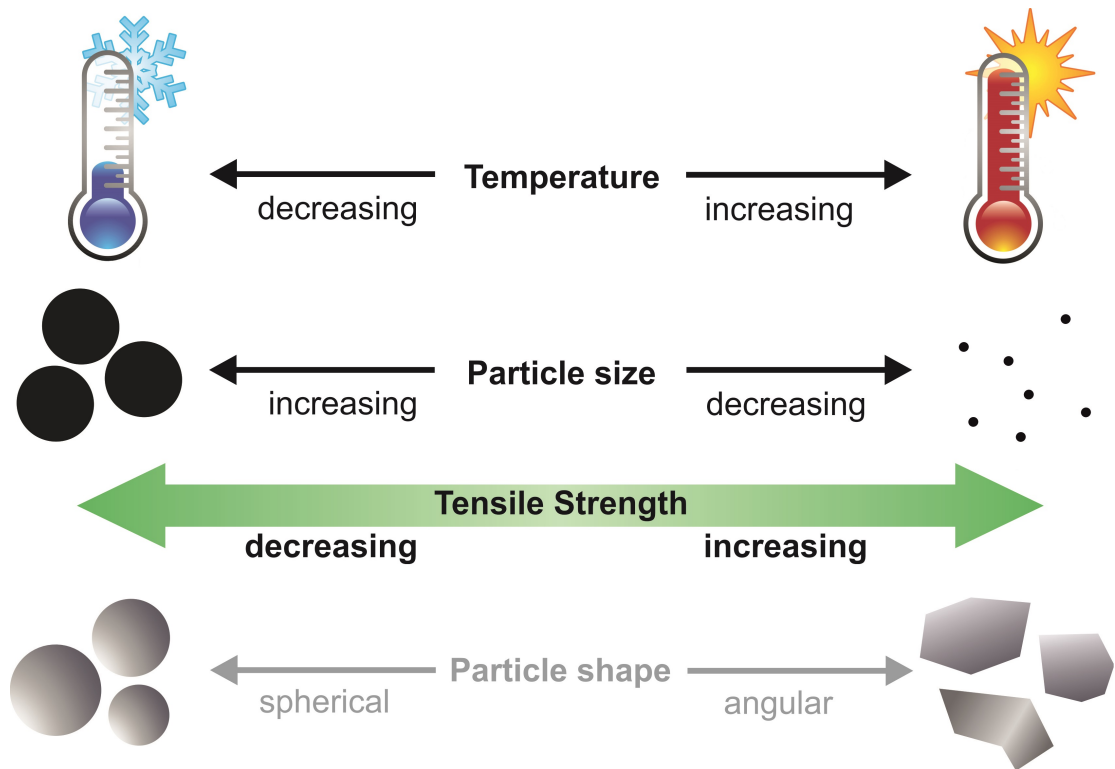 Temperature
decreasing
increasing
Particle size
increasing
decreasing
Tensile Strength
decreasing
increasing
Particle shape
spherical
angular